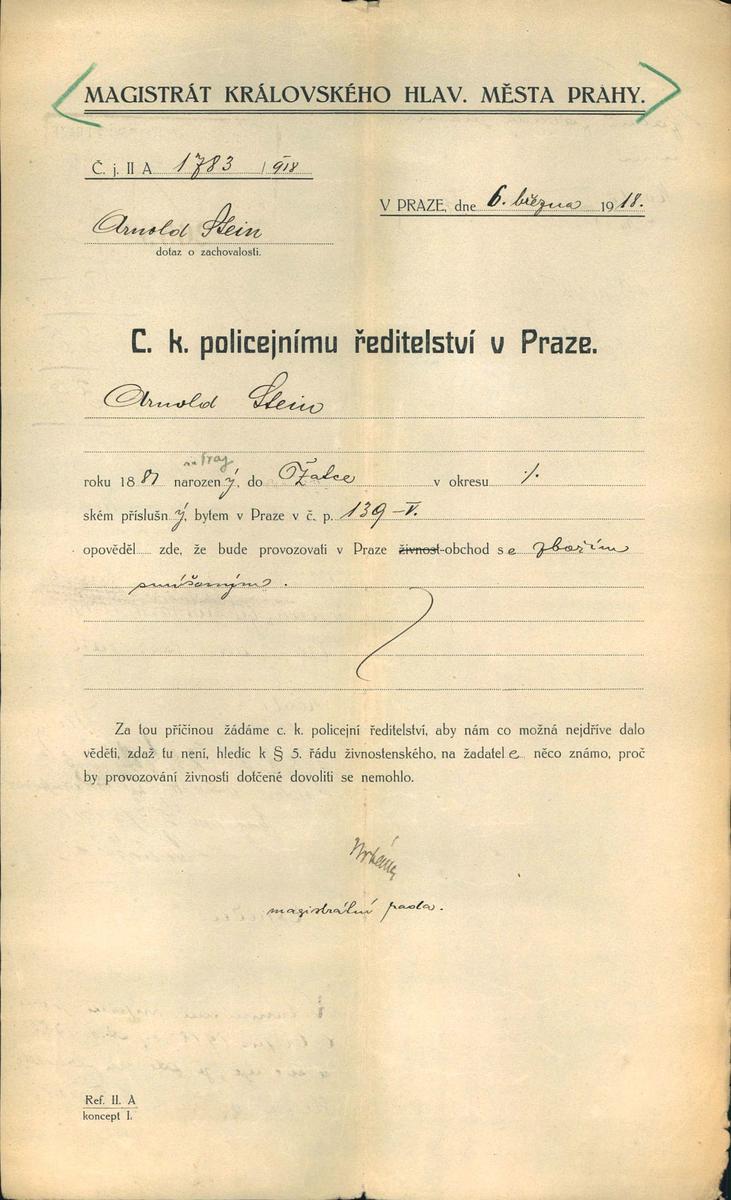 MAGISTRÁT KRÁLOVSKÉHO HLAV. MĚSTA PRAHY.
Č. j. II A 1783 / 918
V PRAZE, dne 6. března 1918.
Arnold Stein
dotaz o zachovalosti.
C. k. policejnímu ředitelství v Praze.
Arnold Stein
roku 1881 narozený, do Žatce v okresu ⁒
ském příslušný, bytem v Praze v č. p. 139-V.
opověděl zde, že bude provozovati v Praze živnost-obchod se zbožím
smíšeným.
Za tou příčinou žádáme c. k. policejní ředitelství, aby nám co možná nejdříve dalo
věděti, zdaž tu není, hledíc k § 5. řádu živnostenského, na žadatele něco známo, proč
by provozování živnosti dotčené dovoliti se nemohlo.
magistrátní rada.
Ref. II. A
koncept I.